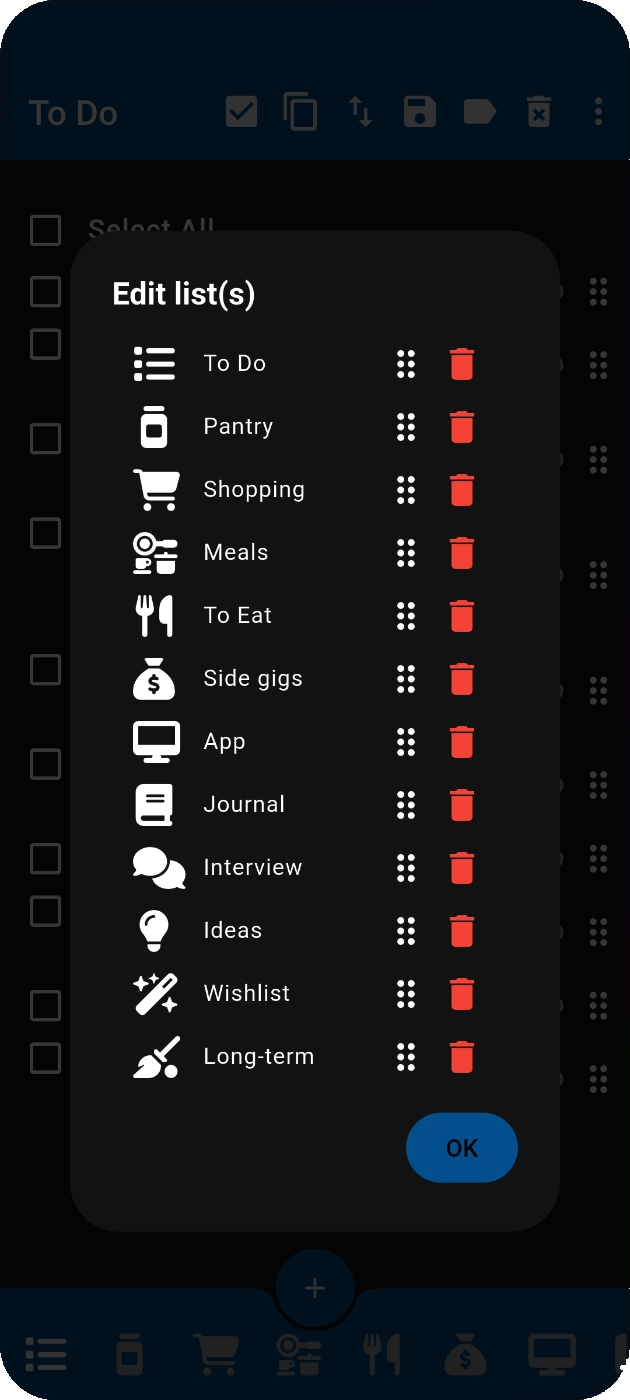 To Do
Select All
Edit list(s)
To Do
Pantry
Shopping
Meals
To Eat
Side gigs
App
Journal
Interview
Ideas
Wishlist
Long-term
OK